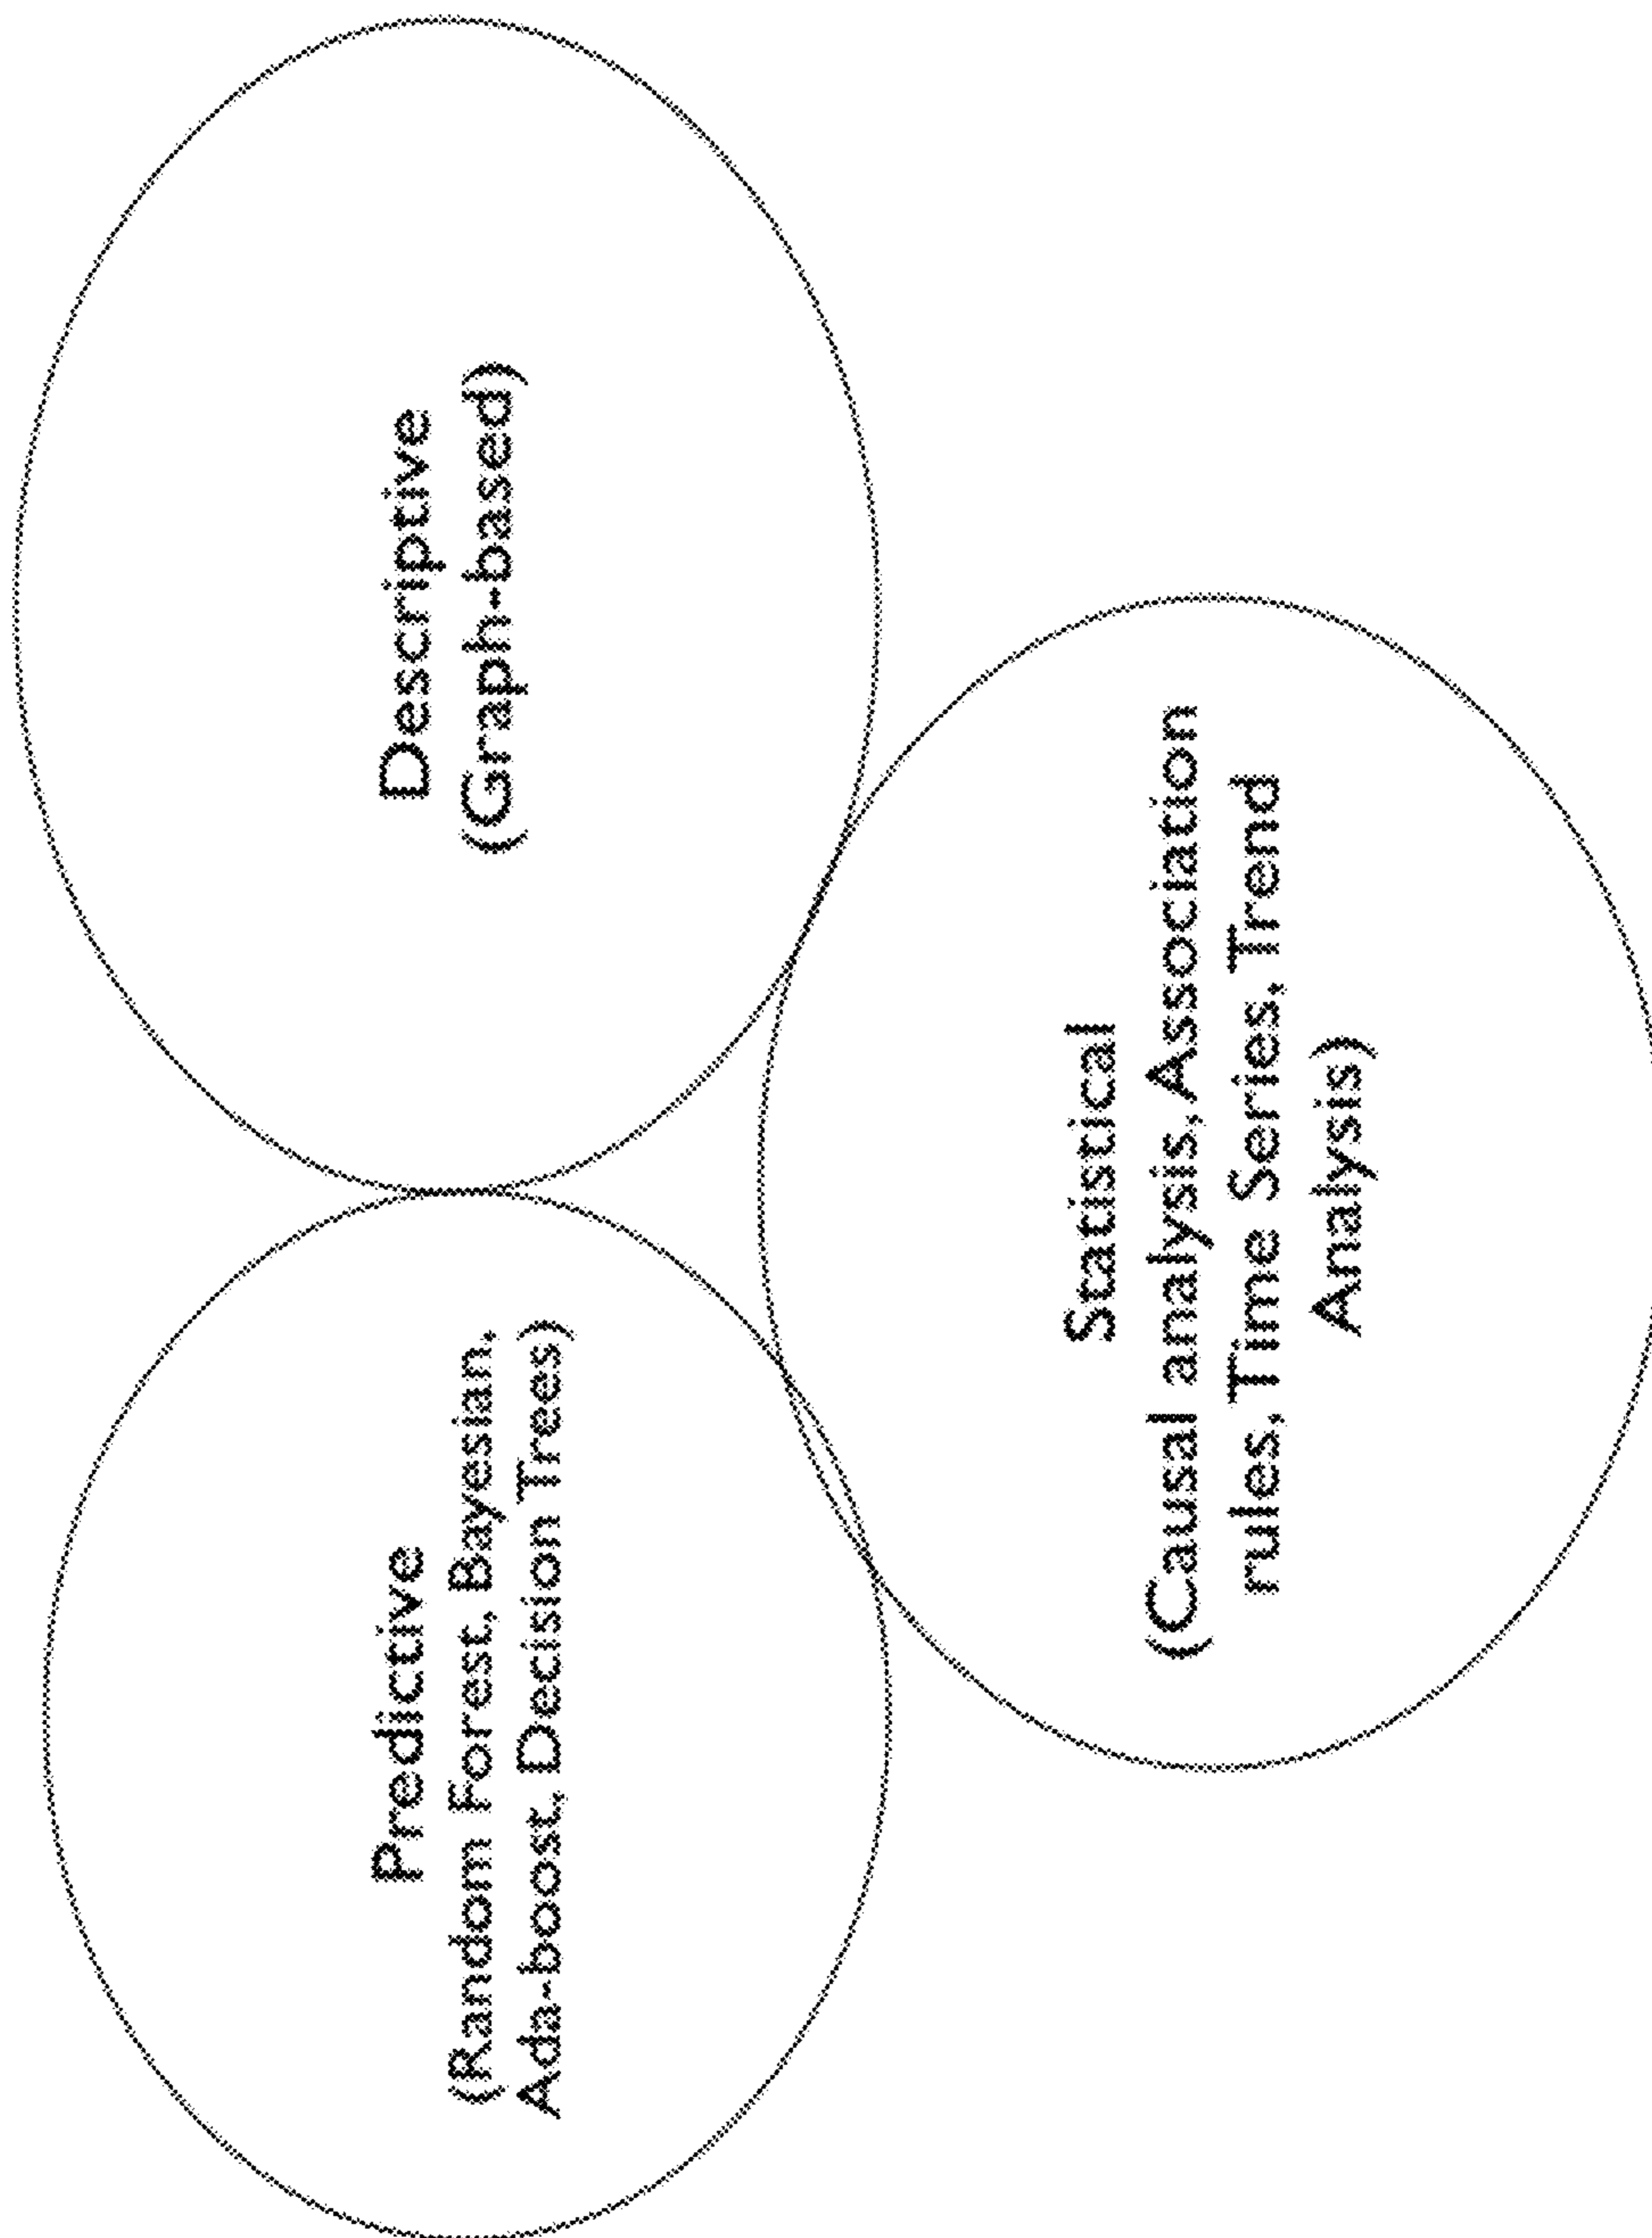 Predictive
(Random Forest, Bayesian,
Ada-boost, Decision Trees)
Descriptive
(Graph-based)
Statistical
(Causal analysis, Association
rules, Time Series, Trend
Analysis)